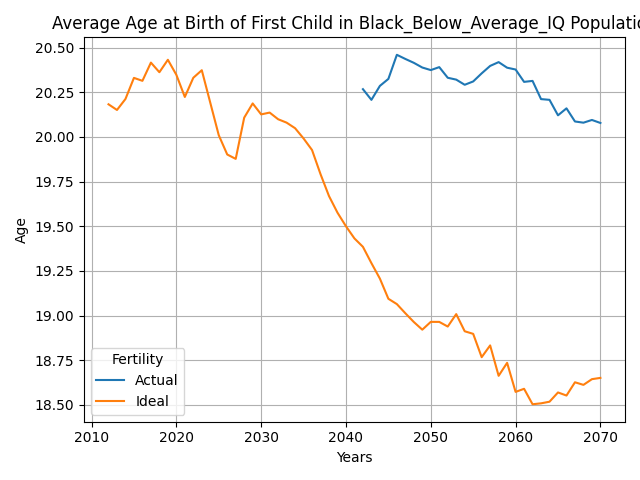 Average Age at Birth of First Child in Black_Below_Average_IQ Populatio
20.50
20.25
20.00
19.75
19.50
19.25
19.00
18.75
18.50
Age
Fertility
Actual
Ideal
2010 2020 2030 2040 2050 2060 2070
Years